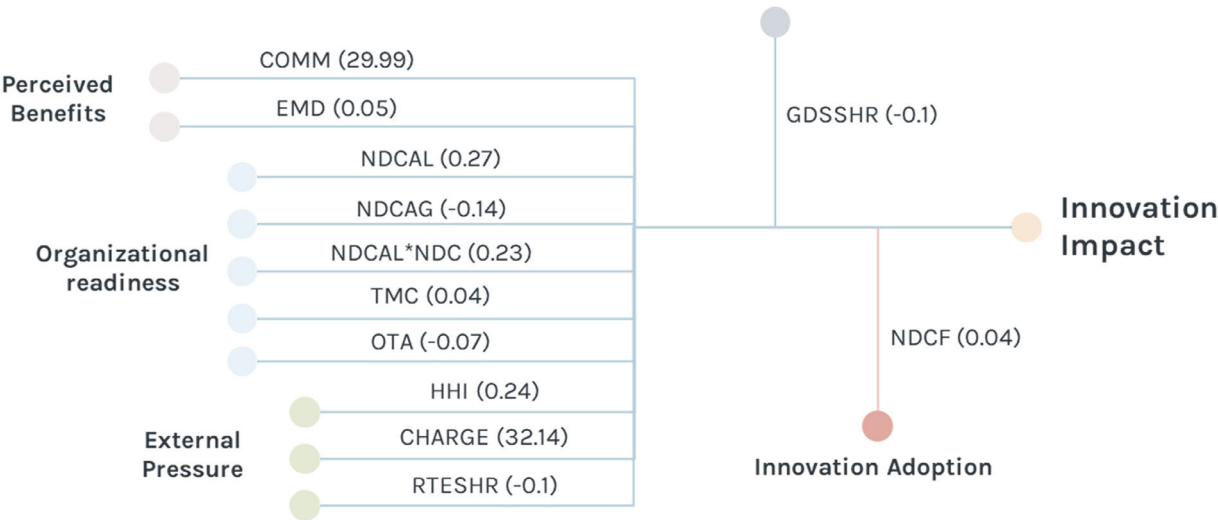 COMM (29.99)
Perceived
Benefits
EMD (0.05)
NDCAL (0.27)
NDCAG (-0.14)
Organizational
readiness
NDCAL*NDC (0.23)
TMC (0.04)
OTA (-0.07)
HHI (0.24)
External
Pressure
CHARGE (32.14)
RTESHR (-0.1)
GDSSHR (-0.1)
Innovation
Impact
NDCF (0.04)
Innovation Adoption